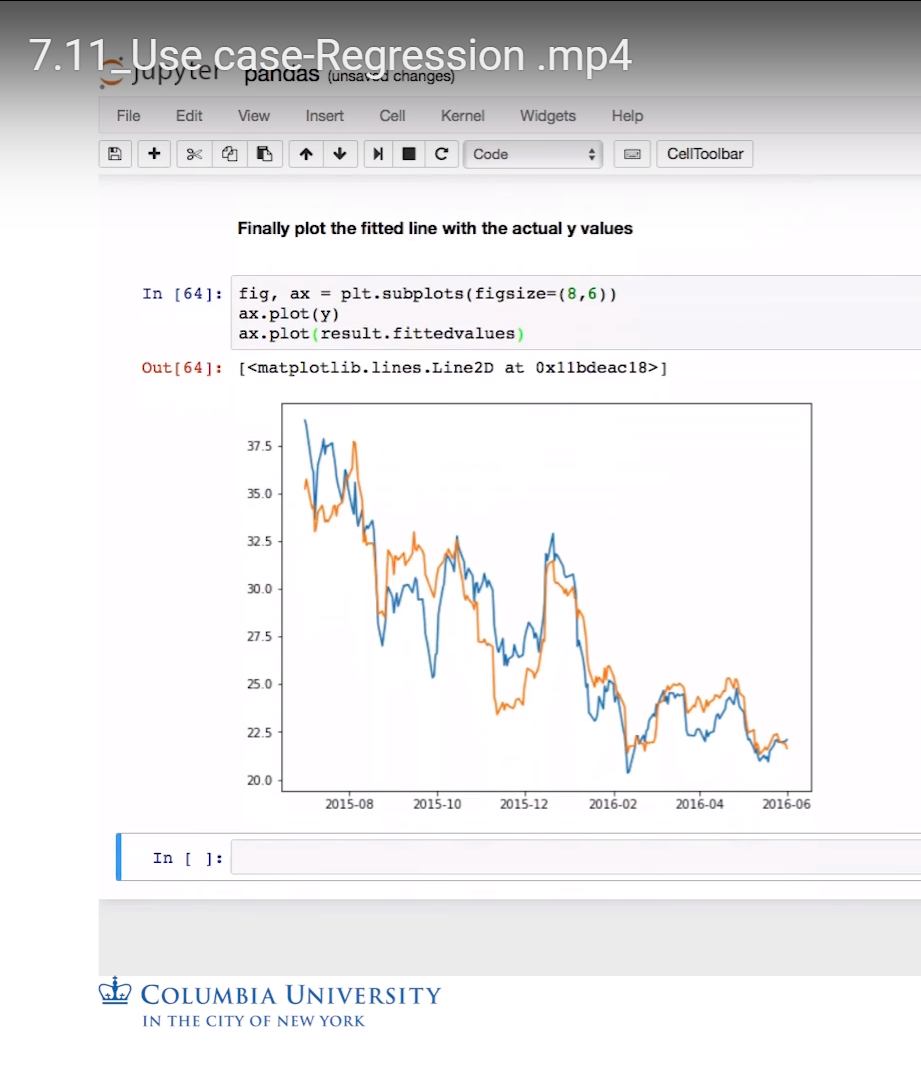 7.11_Use case-Regression .mp4
jupyter pandas (unsaved changes)
File Edit View Insert Cell Kernel Widgets Help
Code CellToolbar
Finally plot the fitted line with the actual y values
In [64]: fig, ax = plt.subplots(figsize=(8,6))
ax.plot(y)
ax.plot(result.fittedvalues)
Out[64]: [<matplotlib.lines.Line2D at 0x11bdeac18>]
37.5
35.0
32.5
30.0
27.5
25.0
22.5
20.0
2015-08 2015-10 2015-12 2016-02 2016-04 2016-06
In [ ]:
COLUMBIA UNIVERSITY
IN THE CITY OF NEW YORK